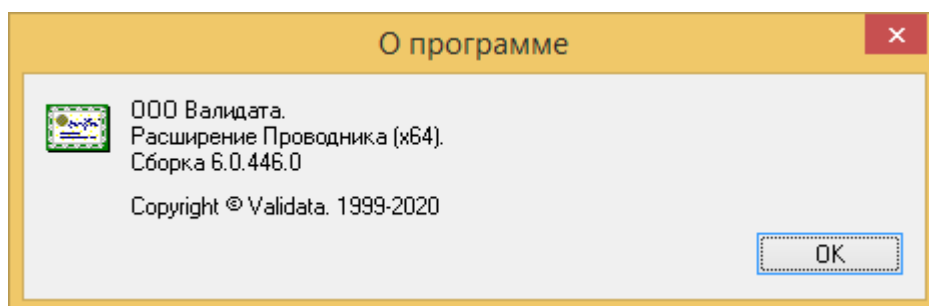 О программе
ООО Валидата.
Расширение Проводника (x64).
Сборка 6.0.446.0
Copyright © Validata. 1999-2020
OK